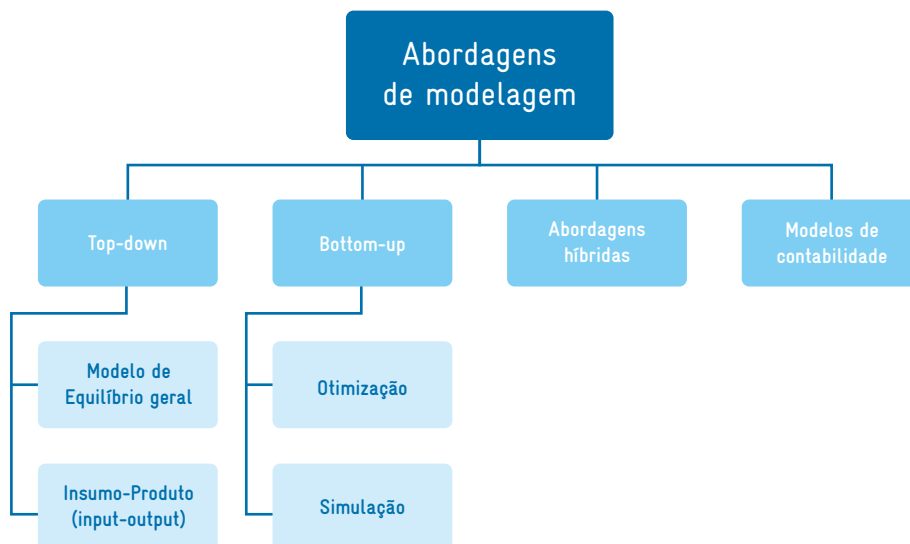 Abordagens
de modelagem
Top-down
Bottom-up
Abordagens
híbridas
Modelos de
contabilidade
Modelo de
Equilíbrio geral
Otimização
Insumo-Produto
(input-output)
Simulação